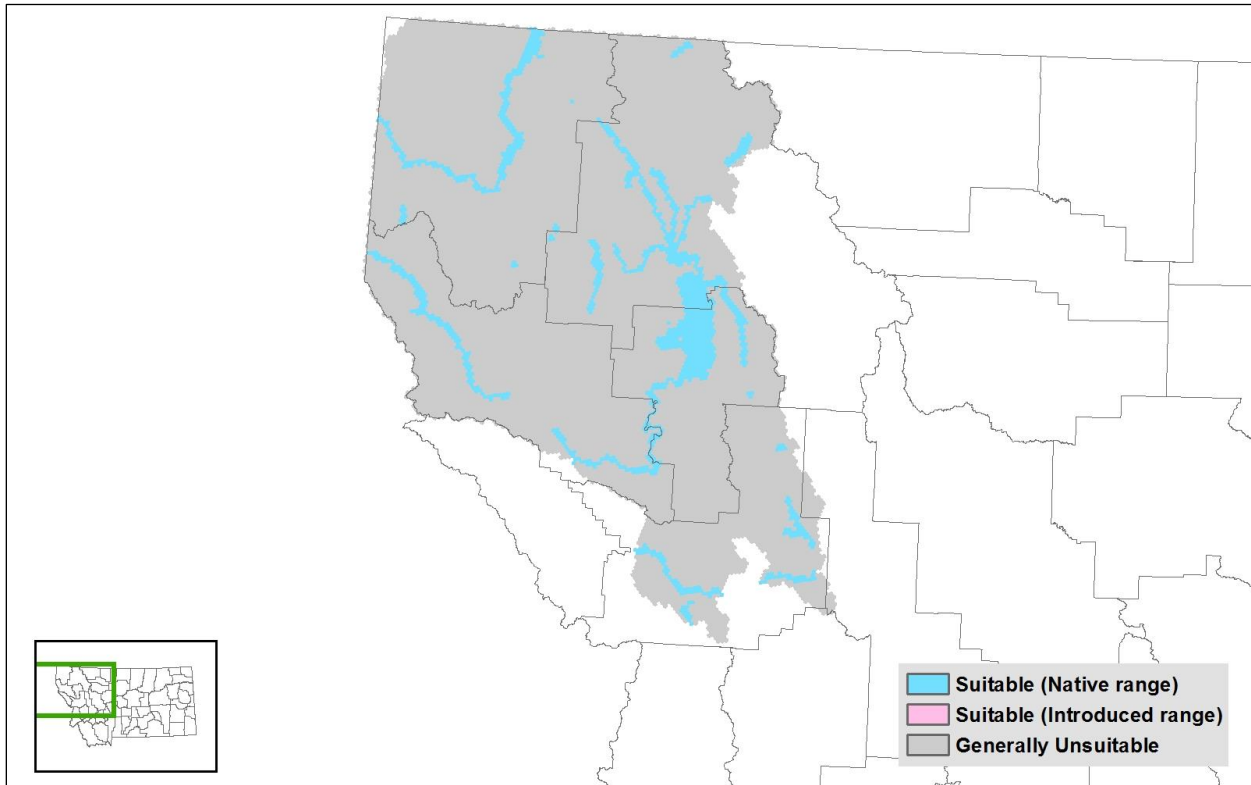 Suitable (Native range)
Suitable (Introduced range)
Generally Unsuitable